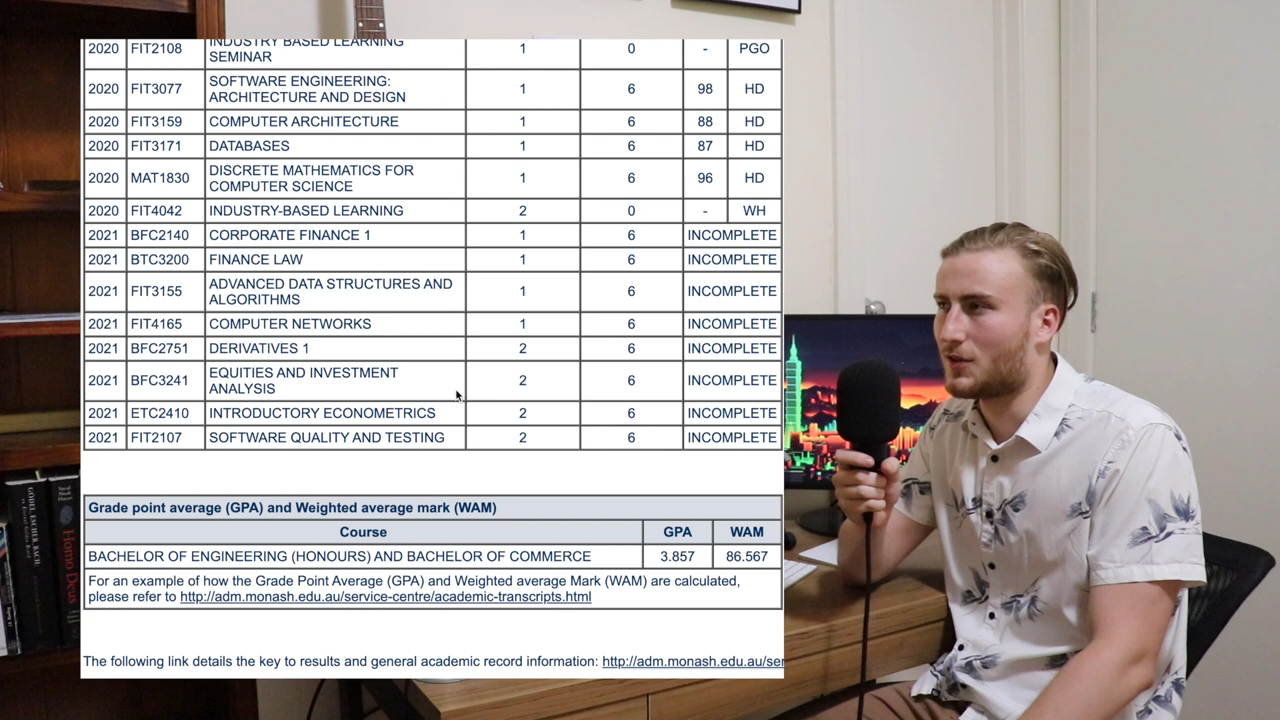 2020 FIT2108 INDUSTRY BASED LEARNING SEMINAR 1 0 - PGO
2020 FIT3077 SOFTWARE ENGINEERING: ARCHITECTURE AND DESIGN 1 6 98 HD
2020 FIT3159 COMPUTER ARCHITECTURE 1 6 88 HD
2020 FIT3171 DATABASES 1 6 87 HD
2020 MAT1830 DISCRETE MATHEMATICS FOR COMPUTER SCIENCE 1 6 96 HD
2020 FIT4042 INDUSTRY-BASED LEARNING 2 0 - WH
2021 BFC2140 CORPORATE FINANCE 1 1 6 INCOMPLETE
2021 BTC3200 FINANCE LAW 1 6 INCOMPLETE
2021 FIT3155 ADVANCED DATA STRUCTURES AND ALGORITHMS 1 6 INCOMPLETE
2021 FIT4165 COMPUTER NETWORKS 1 6 INCOMPLETE
2021 BFC2751 DERIVATIVES 1 2 6 INCOMPLETE
2021 BFC3241 EQUITIES AND INVESTMENT ANALYSIS 2 6 INCOMPLETE
2021 ETC2410 INTRODUCTORY ECONOMETRICS 2 6 INCOMPLETE
2021 FIT2107 SOFTWARE QUALITY AND TESTING 2 6 INCOMPLETE
Grade point average (GPA) and Weighted average mark (WAM)
Course GPA WAM
BACHELOR OF ENGINEERING (HONOURS) AND BACHELOR OF COMMERCE 3.857 86.567
For an example of how the Grade Point Average (GPA) and Weighted average Mark (WAM) are calculated,
please refer to http://adm.monash.edu.au/service-centre/academic-transcripts.html
The following link details the key to results and general academic record information: http://adm.monash.edu.au/ser
GÖDEL, ESCHER, BACH
Homo Deus